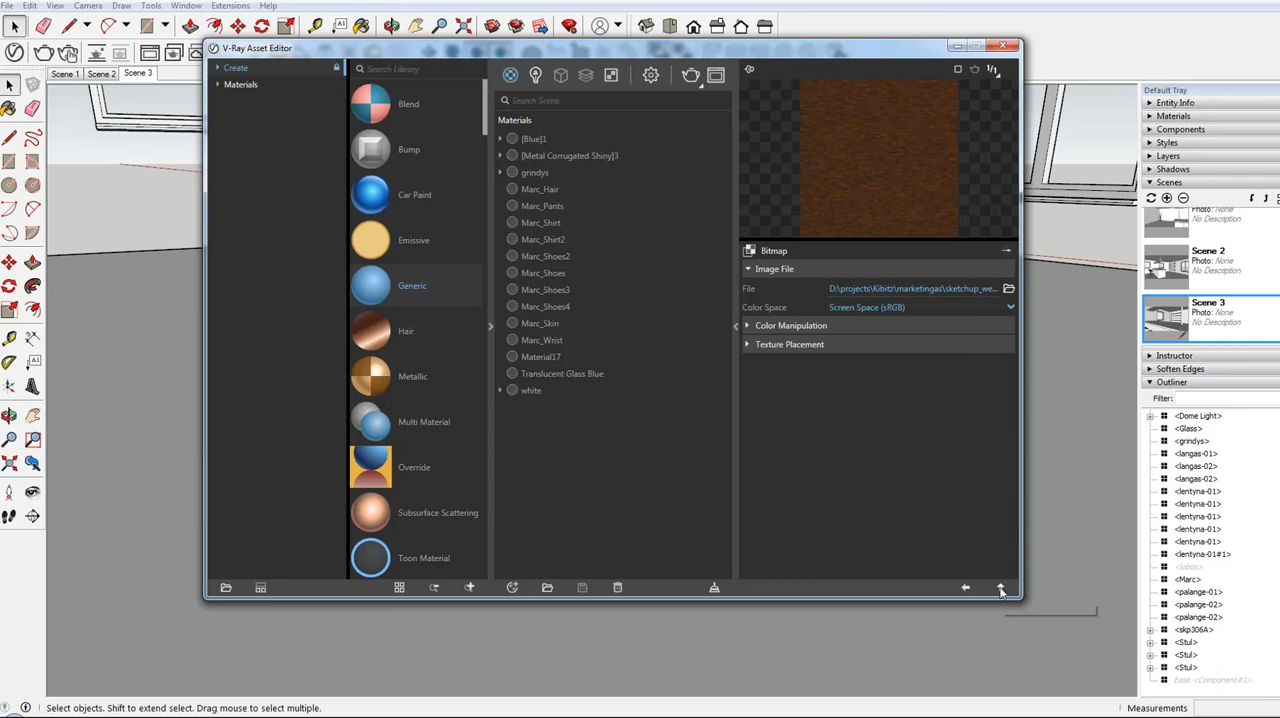 File Edit View Camera Draw Tools Window Extensions Help
Scene 1 Scene 2 Scene 3
V-Ray Asset Editor
Create
Materials
Search Library
Blend
Bump
Car Paint
Emissive
Generic
Hair
Metallic
Multi Material
Override
Subsurface Scattering
Toon Material
Search Scene
Materials
[Blue]1
[Metal Corrugated Shiny]3
grindys
Marc_Hair
Marc_Pants
Marc_Shirt
Marc_Shirt2
Marc_Shoes2
Marc_Shoes
Marc_Shoes3
Marc_Shoes4
Marc_Skin
Marc_Wrist
Material17
Translucent Glass Blue
white
Bitmap
Image File
File D:\projects\Kibitz\marketingas\sketchup_we...
Color Space Screen Space (sRGB)
Color Manipulation
Texture Placement
Default Tray
Entity Info
Materials
Components
Styles
Layers
Shadows
Scenes
Photo: None
No Description
Scene 2
Photo: None
No Description
Scene 3
Photo: None
No Description
Instructor
Soften Edges
Outliner
Filter:
<Dome Light>
<Glass>
<grindys>
<langas-01>
<langas-02>
<langas-02>
<lentyna-01>
<lentyna-01>
<lentyna-01>
<lentyna-01>
<lentyna-01>
<lentyna-01#1>
<lobos>
<Marc>
<palange-01>
<palange-02>
<palange-02>
<skp306A>
<Stul>
<Stul>
<Stul>
base <Component#1>
Select objects. Shift to extend select. Drag mouse to select multiple.
Measurements